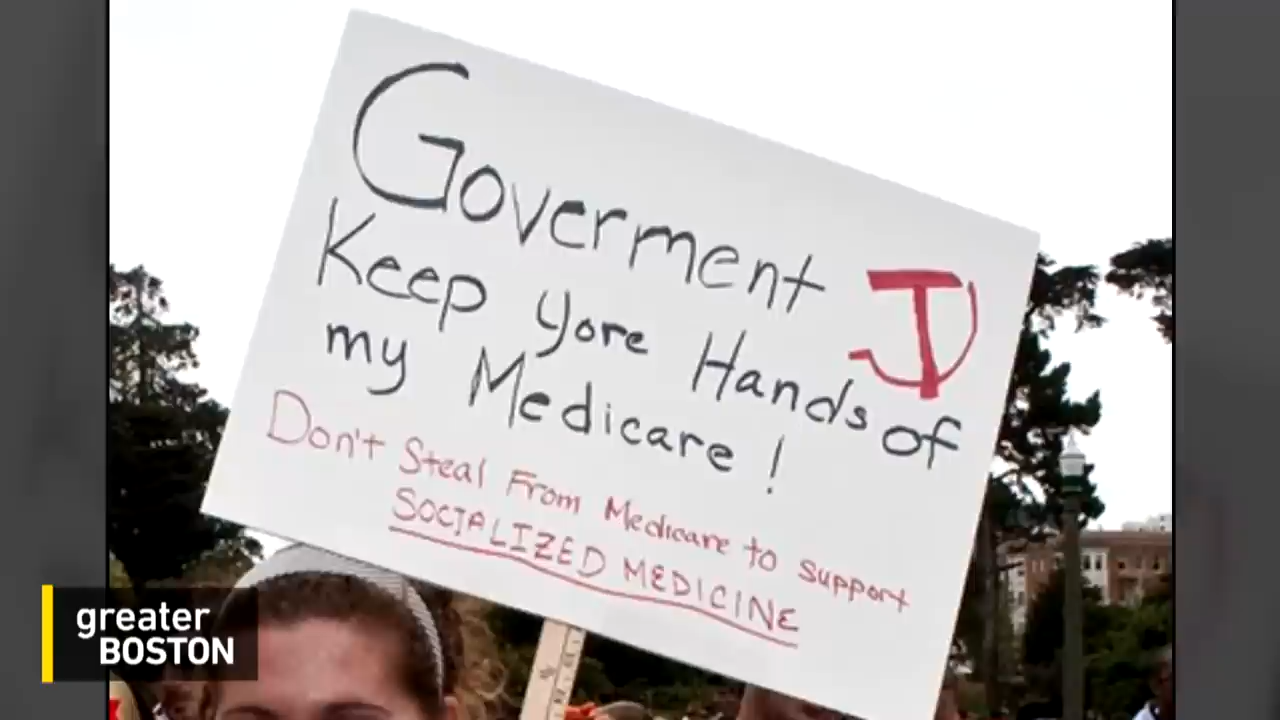 Goverment
Keep Yore Hands of
my Medicare!
Don't Steal From Medicare to support
SOCIALIZED MEDICINE
greater
BOSTON